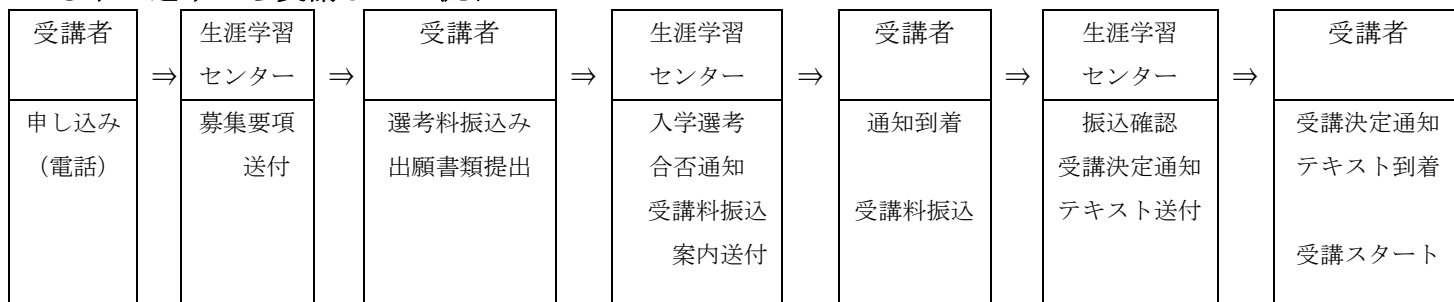 受講者
⇒
生涯学習
センター
⇒
受講者
⇒
生涯学習
センター
⇒
受講者
⇒
生涯学習
センター
⇒
受講者
申し込み
（電話）
募集要項
送付
選考料振込み
出願書類提出
入学選考
合否通知
受講料振込
案内送付
通知到着
受講料振込
振込確認
受講決定通知
テキスト送付
受講決定通知
テキスト到着
受講スタート